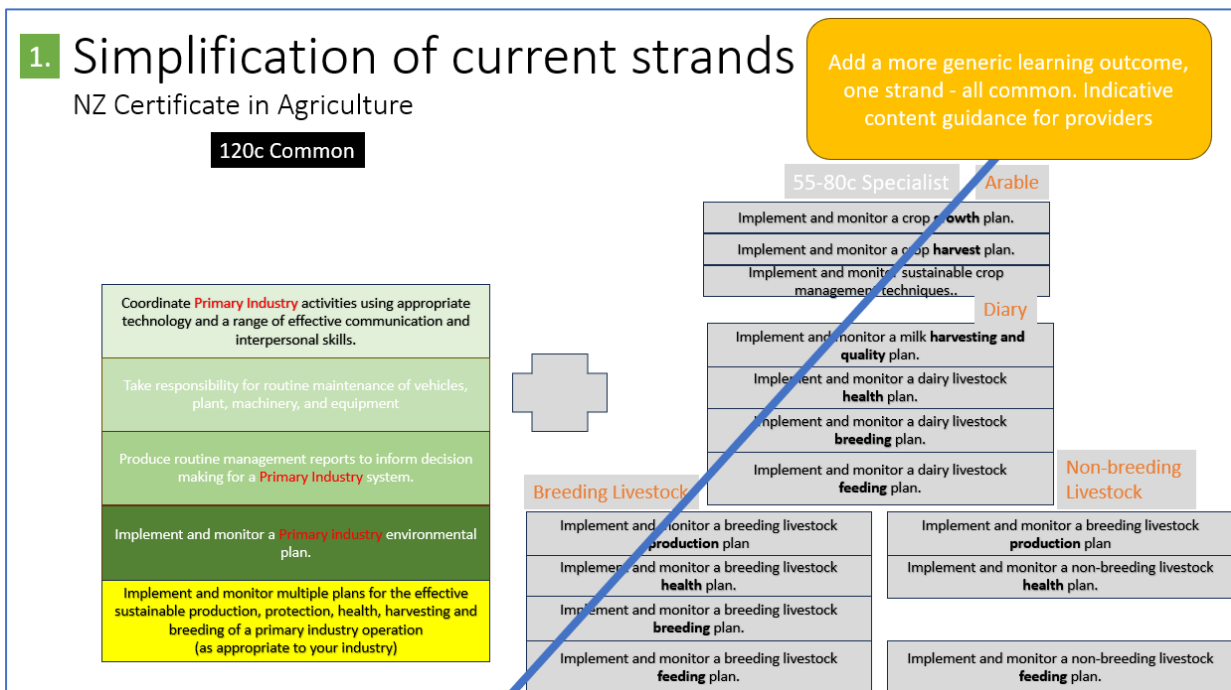 1.
Simplification of current strands
NZ Certificate in Agriculture
120c Common
Add a more generic learning outcome,
one strand - all common. Indicative
content guidance for providers
55-80c Specialist
Arable
Implement and monitor a crop growth plan.
Implement and monitor a crop harvest plan.
Implement and monitor sustainable crop
management techniques..
Diary
Implement and monitor a milk harvesting and
quality plan.
Implement and monitor a dairy livestock
health plan.
Implement and monitor a dairy livestock
breeding plan.
Implement and monitor a dairy livestock
feeding plan.
Coordinate Primary Industry activities using appropriate
technology and a range of effective communication and
interpersonal skills.
Take responsibility for routine maintenance of vehicles,
plant, machinery, and equipment
Produce routine management reports to inform decision
making for a Primary Industry system.
Implement and monitor a Primary industry environmental
plan.
Implement and monitor multiple plans for the effective
sustainable production, protection, health, harvesting and
breeding of a primary industry operation
(as appropriate to your industry)
Breeding Livestock
Implement and monitor a breeding livestock
production plan
Implement and monitor a breeding livestock
health plan.
Implement and monitor a breeding livestock
breeding plan.
Implement and monitor a breeding livestock
feeding plan.
Non-breeding
Livestock
Implement and monitor a breeding livestock
production plan
Implement and monitor a non-breeding livestock
health plan.
Implement and monitor a non-breeding livestock
feeding plan.